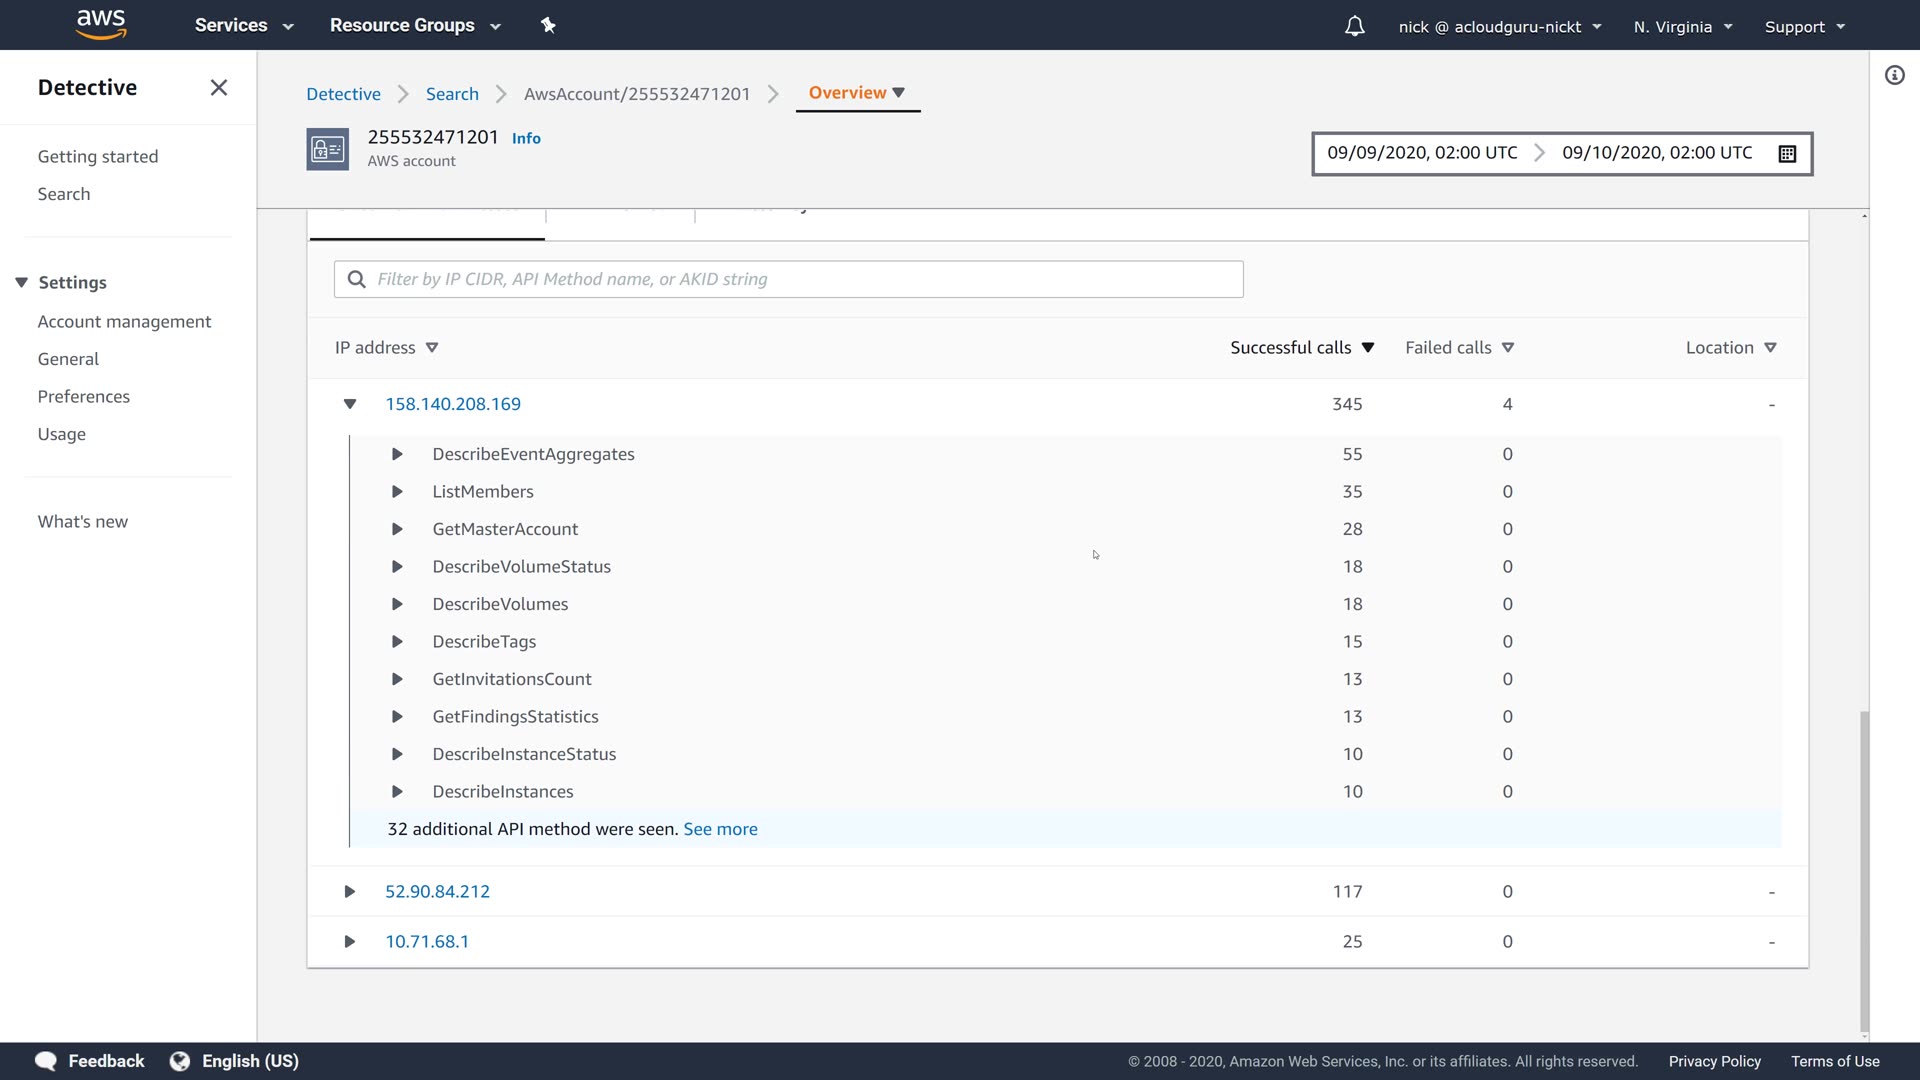 aws
Services
Resource Groups
nick @ acloudguru-nickt
N. Virginia
Support
Detective
Getting started
Search
Settings
Account management
General
Preferences
Usage
What's new
Detective
Search
AwsAccount/255532471201
Overview
255532471201 Info
AWS account
09/09/2020, 02:00 UTC
09/10/2020, 02:00 UTC
Filter by IP CIDR, API Method name, or AKID string
IP address Successful calls Failed calls Location
158.140.208.169 345 4 -
DescribeEventAggregates 55 0
ListMembers 35 0
GetMasterAccount 28 0
DescribeVolumeStatus 18 0
DescribeVolumes 18 0
DescribeTags 15 0
GetInvitationsCount 13 0
GetFindingsStatistics 13 0
DescribeInstanceStatus 10 0
DescribeInstances 10 0
32 additional API method were seen. See more
52.90.84.212 117 0 -
10.71.68.1 25 0 -
Feedback
English (US)
© 2008 - 2020, Amazon Web Services, Inc. or its affiliates. All rights reserved.
Privacy Policy
Terms of Use